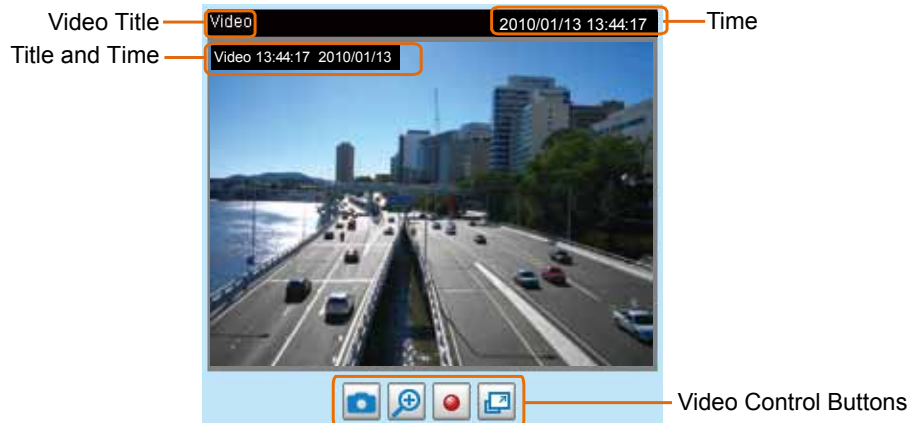 Video Title
Video
2010/01/13 13:44:17
Time
Title and Time
Video 13:44:17 2010/01/13
Video Control Buttons